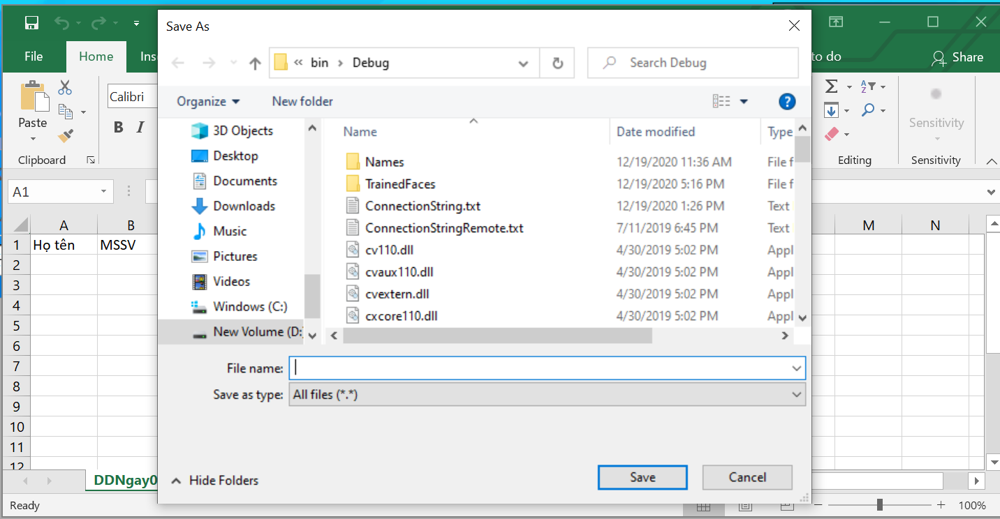 Save As
File
Home
Ins
to do
Share
« bin › Debug
Search Debug
Organize
New folder
Paste
Calibri
B I
Clipboard
Σ
A
Z
Sensitivity
Editing
Sensitivity
3D Objects
Desktop
Documents
Downloads
Music
Pictures
Videos
Windows (C:)
New Volume (D:
Name Date modified Type
Names 12/19/2020 11:36 AM File f
TrainedFaces 12/19/2020 5:16 PM File f
ConnectionString.txt 12/19/2020 1:26 PM Text
ConnectionStringRemote.txt 7/11/2019 6:45 PM Text
cv110.dll 4/30/2019 5:02 PM Appl
cvaux110.dll 4/30/2019 5:02 PM Appl
cvextern.dll 4/30/2019 5:02 PM Appl
cxcore110.dll 4/30/2019 5:02 PM Appl
A1
A B M N
1 Họ tên MSSV
2
3
4
5
6
7
8
9
10
11
12
File name:
Save as type: All files (*.*)
Hide Folders
Save
Cancel
DDNgay0
Ready
100%